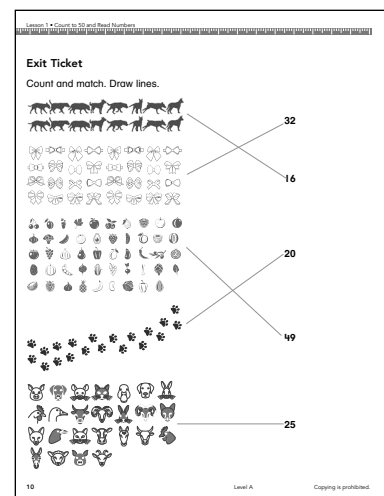 Lesson 1 • Count to 50 and Read Numbers
Exit Ticket
Count and match. Draw lines.
32
16
20
49
25
10 Level A Copying is prohibited.